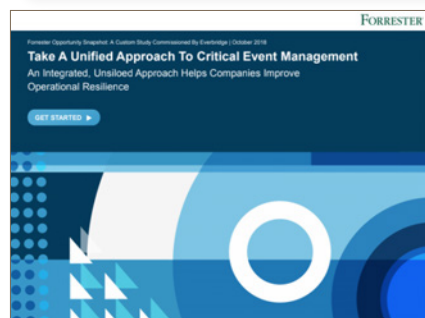 FORRESTER
Forrester Opportunity Snapshot: A Custom Study Commissioned By Everbridge | October 2018
Take A Unified Approach To Critical Event Management
An Integrated, Unsiloed Approach Helps Companies Improve
Operational Resilience
GET STARTED